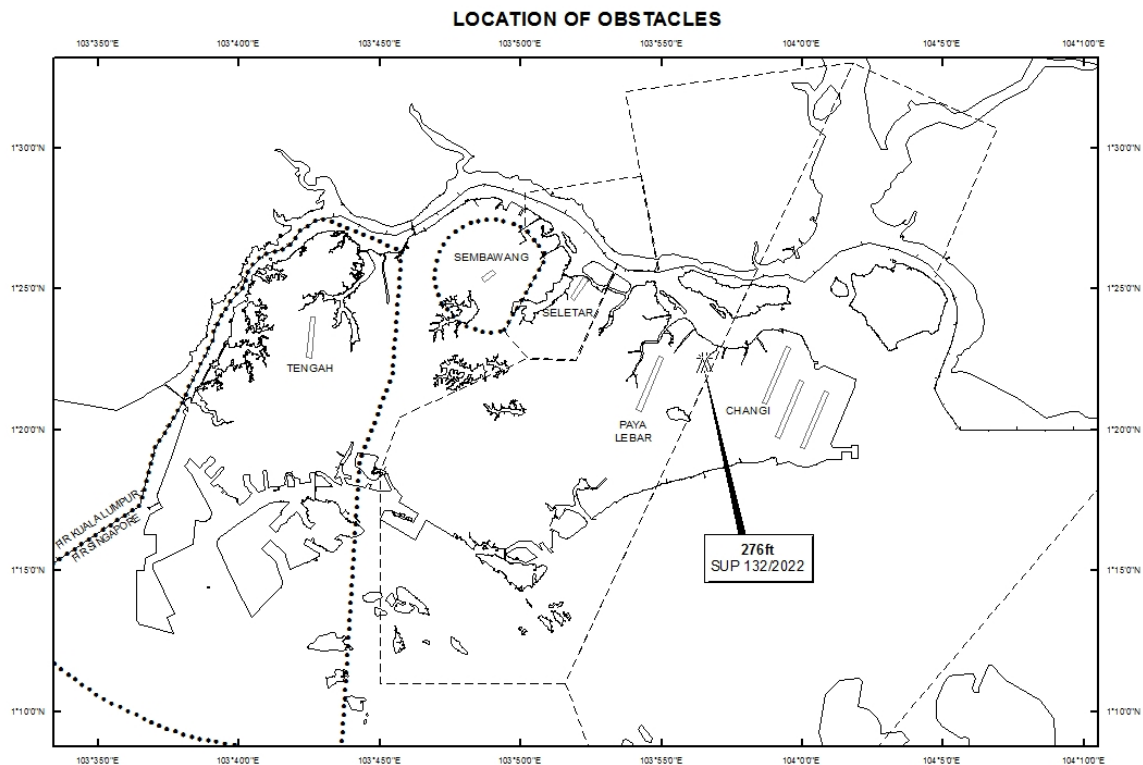 LOCATION OF OBSTACLES
103°35'0"E 103°40'0"E 103°45'0"E 103°50'0"E 103°55'0"E 104°0'0"E 104°5'0"E 104°10'0"E
1°30'0"N 1°30'0"N
SEMBAWANG
1°25'0"N 1°25'0"N
SELETAR
TENGAH
CHANGI
PAYA
LEBAR
1°20'0"N 1°20'0"N
FIR KUALA LUMPUR
FIR SINGAPORE
276ft
SUP 132/2022
1°15'0"N 1°15'0"N
1°10'0"N 1°10'0"N
103°35'0"E 103°40'0"E 103°45'0"E 103°50'0"E 103°55'0"E 104°0'0"E 104°5'0"E 104°10'0"E